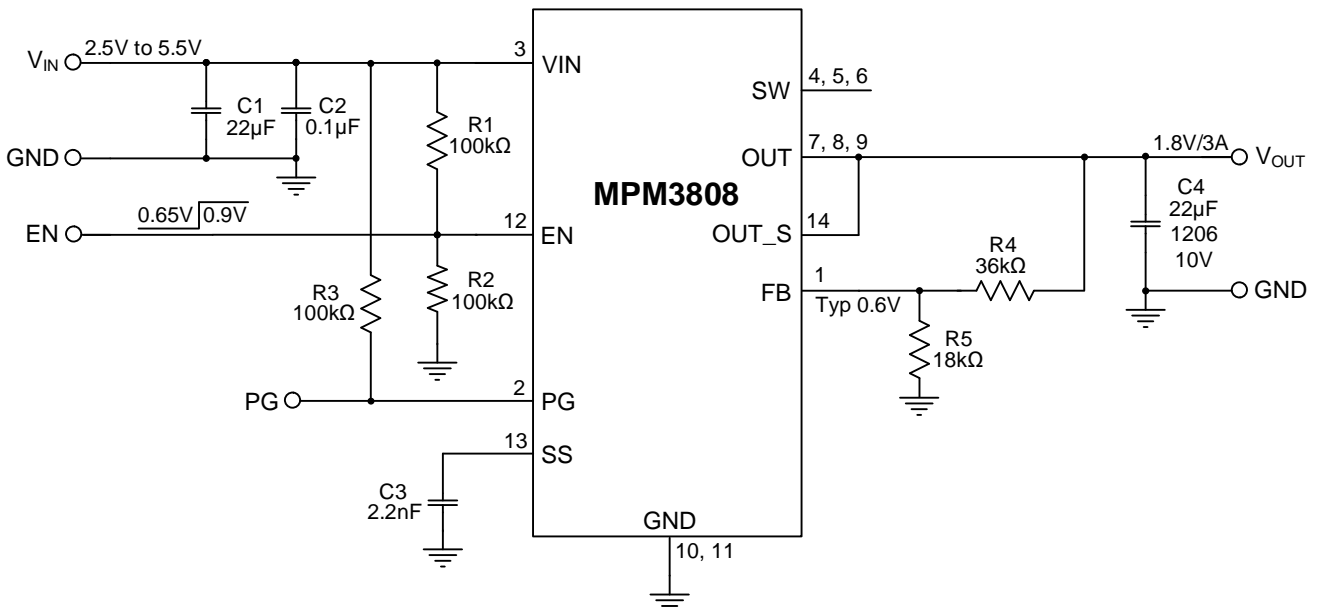 V_IN
2.5V to 5.5V
3
VIN
C1
22µF
C2
0.1µF
R1
100kΩ
GND
EN
0.65V
0.9V
12
EN
R3
100kΩ
R2
100kΩ
PG
2
PG
13
SS
C3
2.2nF
MPM3808
GND
10, 11
SW
4, 5, 6
OUT
7, 8, 9
1.8V/3A
V_OUT
OUT_S
14
C4
22µF
1206
10V
R4
36kΩ
FB
1
Typ 0.6V
GND
R5
18kΩ